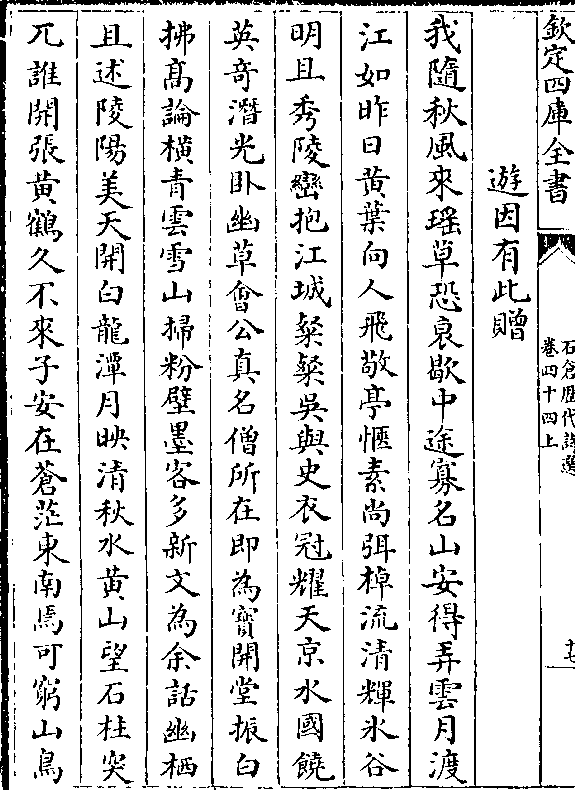 欽定四庫全書
石倉歷代詩選
卷四十四上
十七
遊因有此贈
我隨秋風來瑶草恐衰歇中途寡名山安得弄雲月渡
江如昨日黄葉向人飛敬亭愜素尚弭棹流清輝氷谷
明且秀陵巒抱江城粲粲吳與史衣冠耀天京水國饒
英竒潛光卧幽草㑹公真名僧所在即為寳開堂振白
拂髙論横青雲雪山掃粉壁墨客多新文為余話幽棲
且述陵陽美天開白龍潭月映清秋水黄山望石柱突
兀誰開張黄鶴久不來子安在蒼茫東南焉可窮山鳥